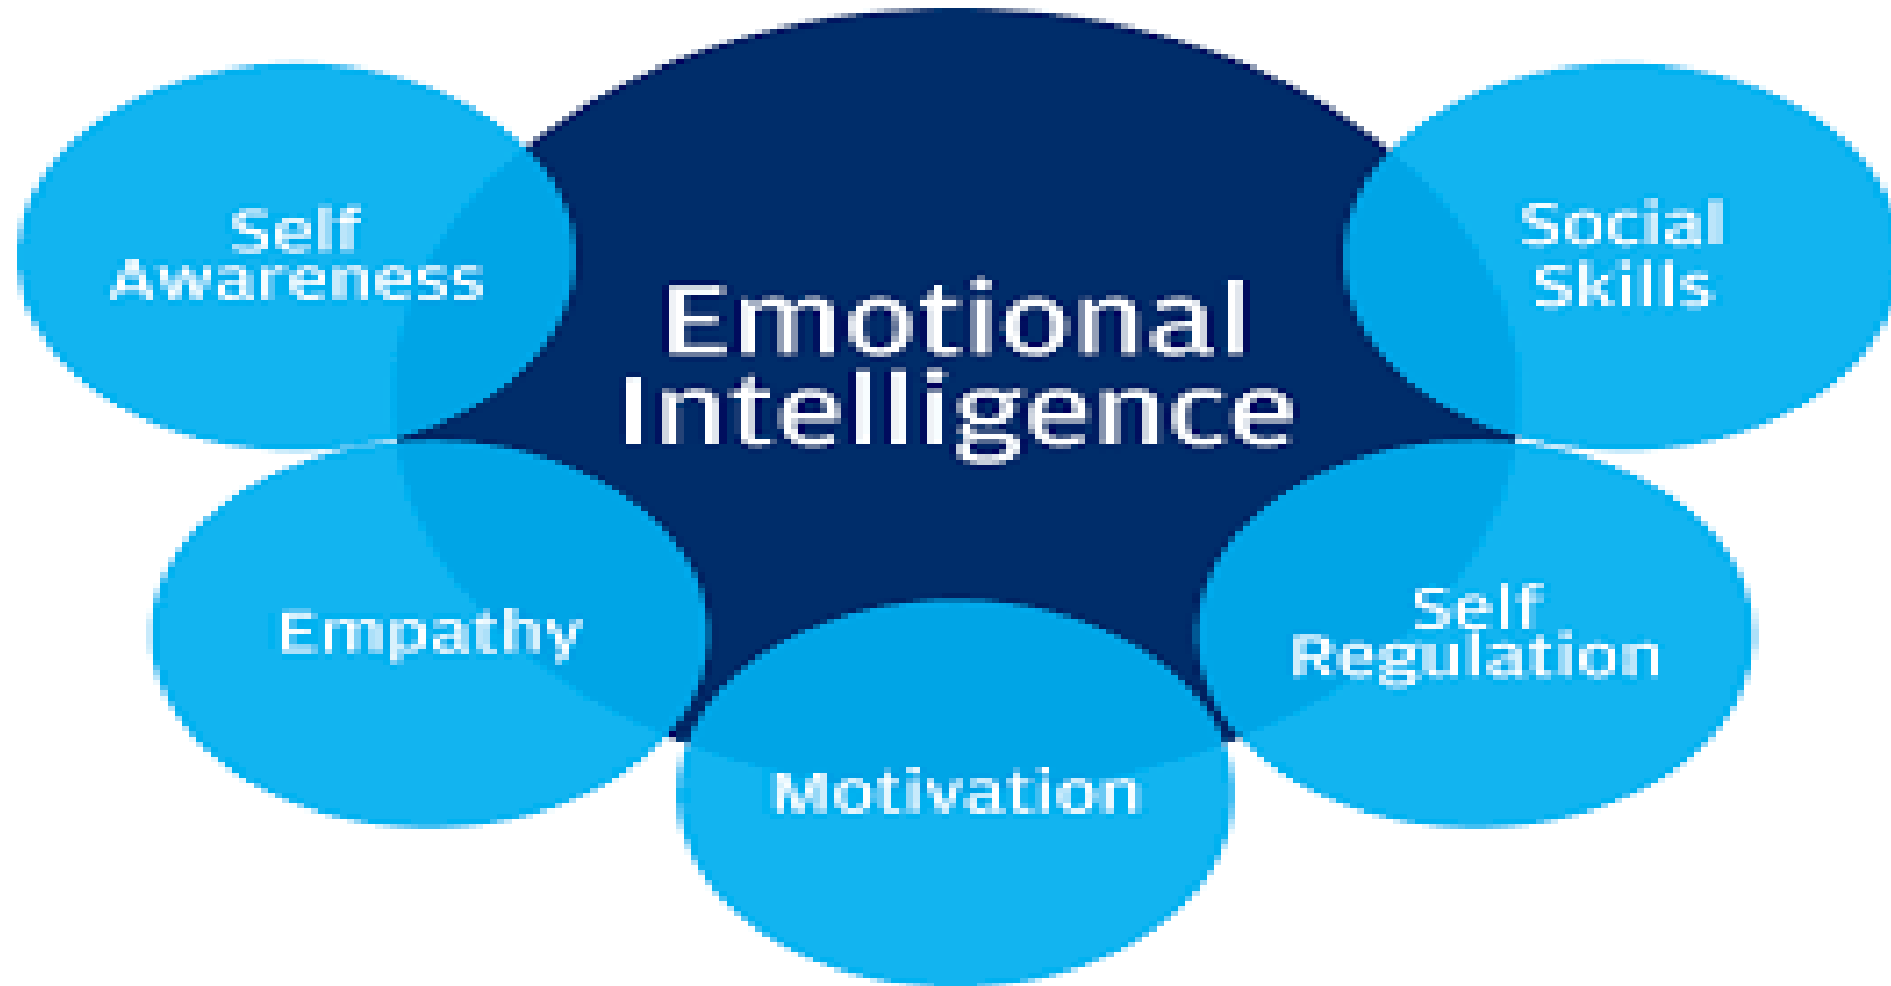 Self
Awareness
Emotional
Intelligence
Social
Skills
Empathy
Motivation
Self
Regulation